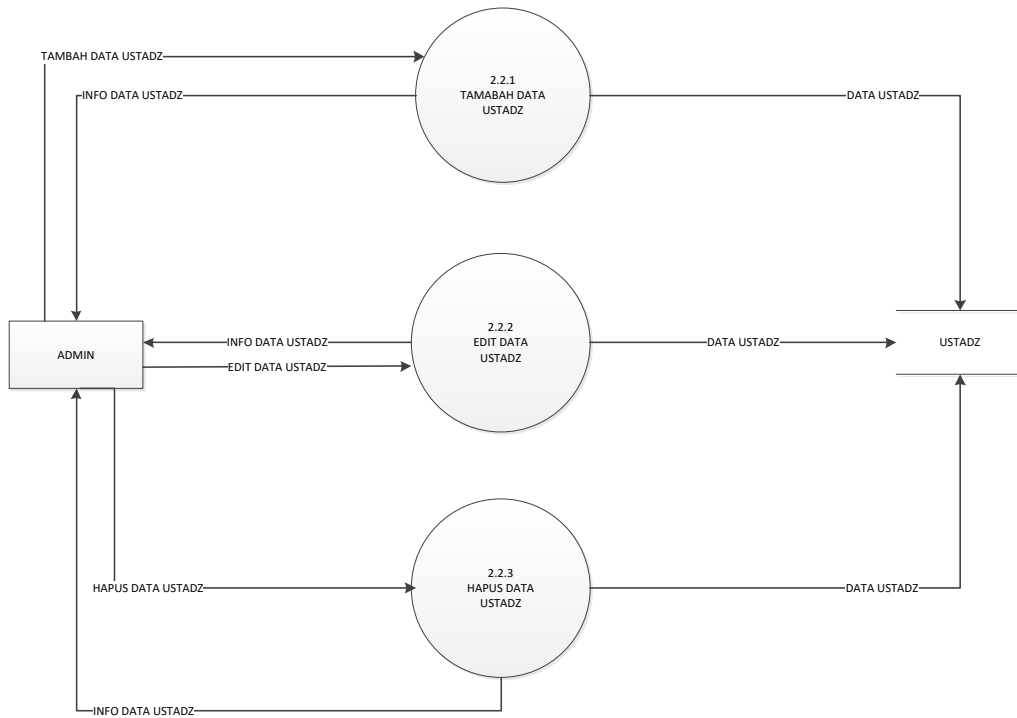 TAMBAH DATA USTADZ
INFO DATA USTADZ
2.2.1
TAMABAH DATA
USTADZ
DATA USTADZ
ADMIN
INFO DATA USTADZ
EDIT DATA USTADZ
2.2.2
EDIT DATA
USTADZ
DATA USTADZ
USTADZ
HAPUS DATA USTADZ
2.2.3
HAPUS DATA
USTADZ
DATA USTADZ
INFO DATA USTADZ